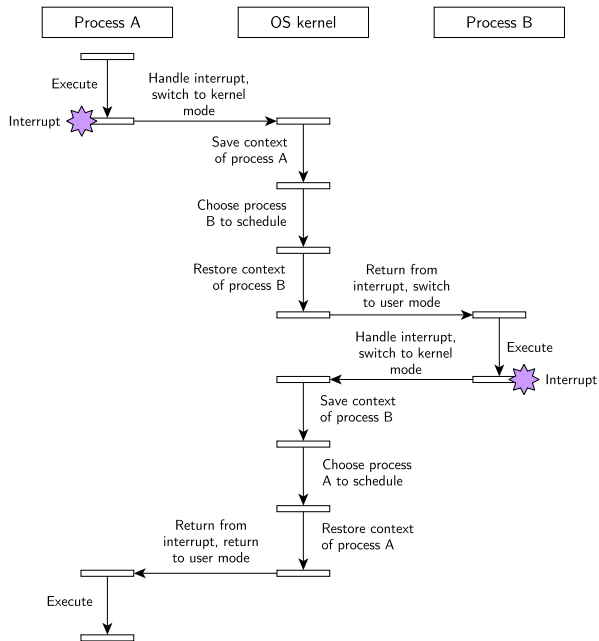 Process A
OS kernel
Process B
Execute
Handle interrupt,
switch to kernel
mode
Interrupt
Save context
of process A
Choose process
B to schedule
Restore context
of process B
Return from
interrupt, switch
to user mode
Handle interrupt,
switch to kernel
mode
Execute
Interrupt
Save context
of process B
Choose process
A to schedule
Return from
interrupt, return
to user mode
Restore context
of process A
Execute